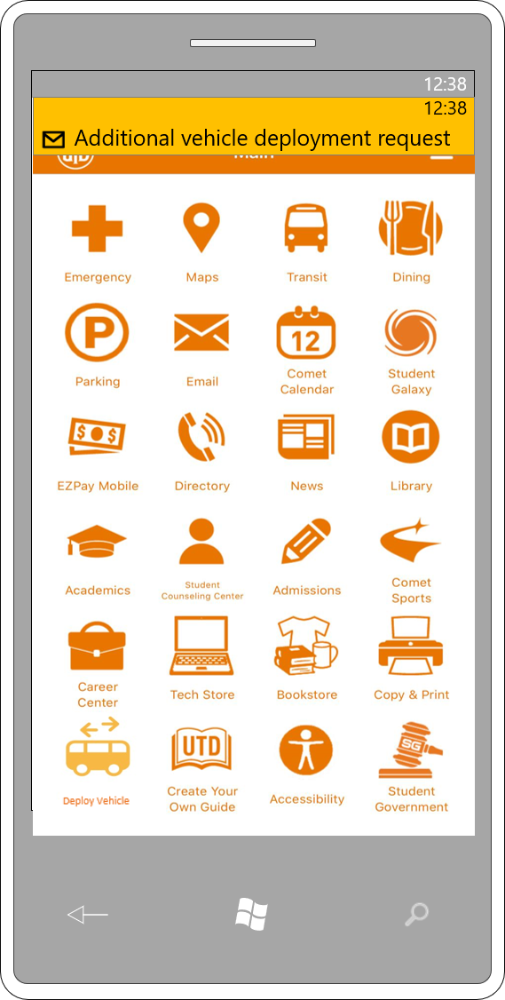 12:38
12:38
Additional vehicle deployment request
Main
Emergency Maps Transit Dining
P
12
Parking Email Comet Calendar Student Galaxy
$ $
EZPay Mobile Directory News Library
Academics Student Counseling Center Admissions Comet Sports
Career Center Tech Store Bookstore Copy & Print
UTD
SG
Deploy Vehicle Create Your Own Guide Accessibility Student Government